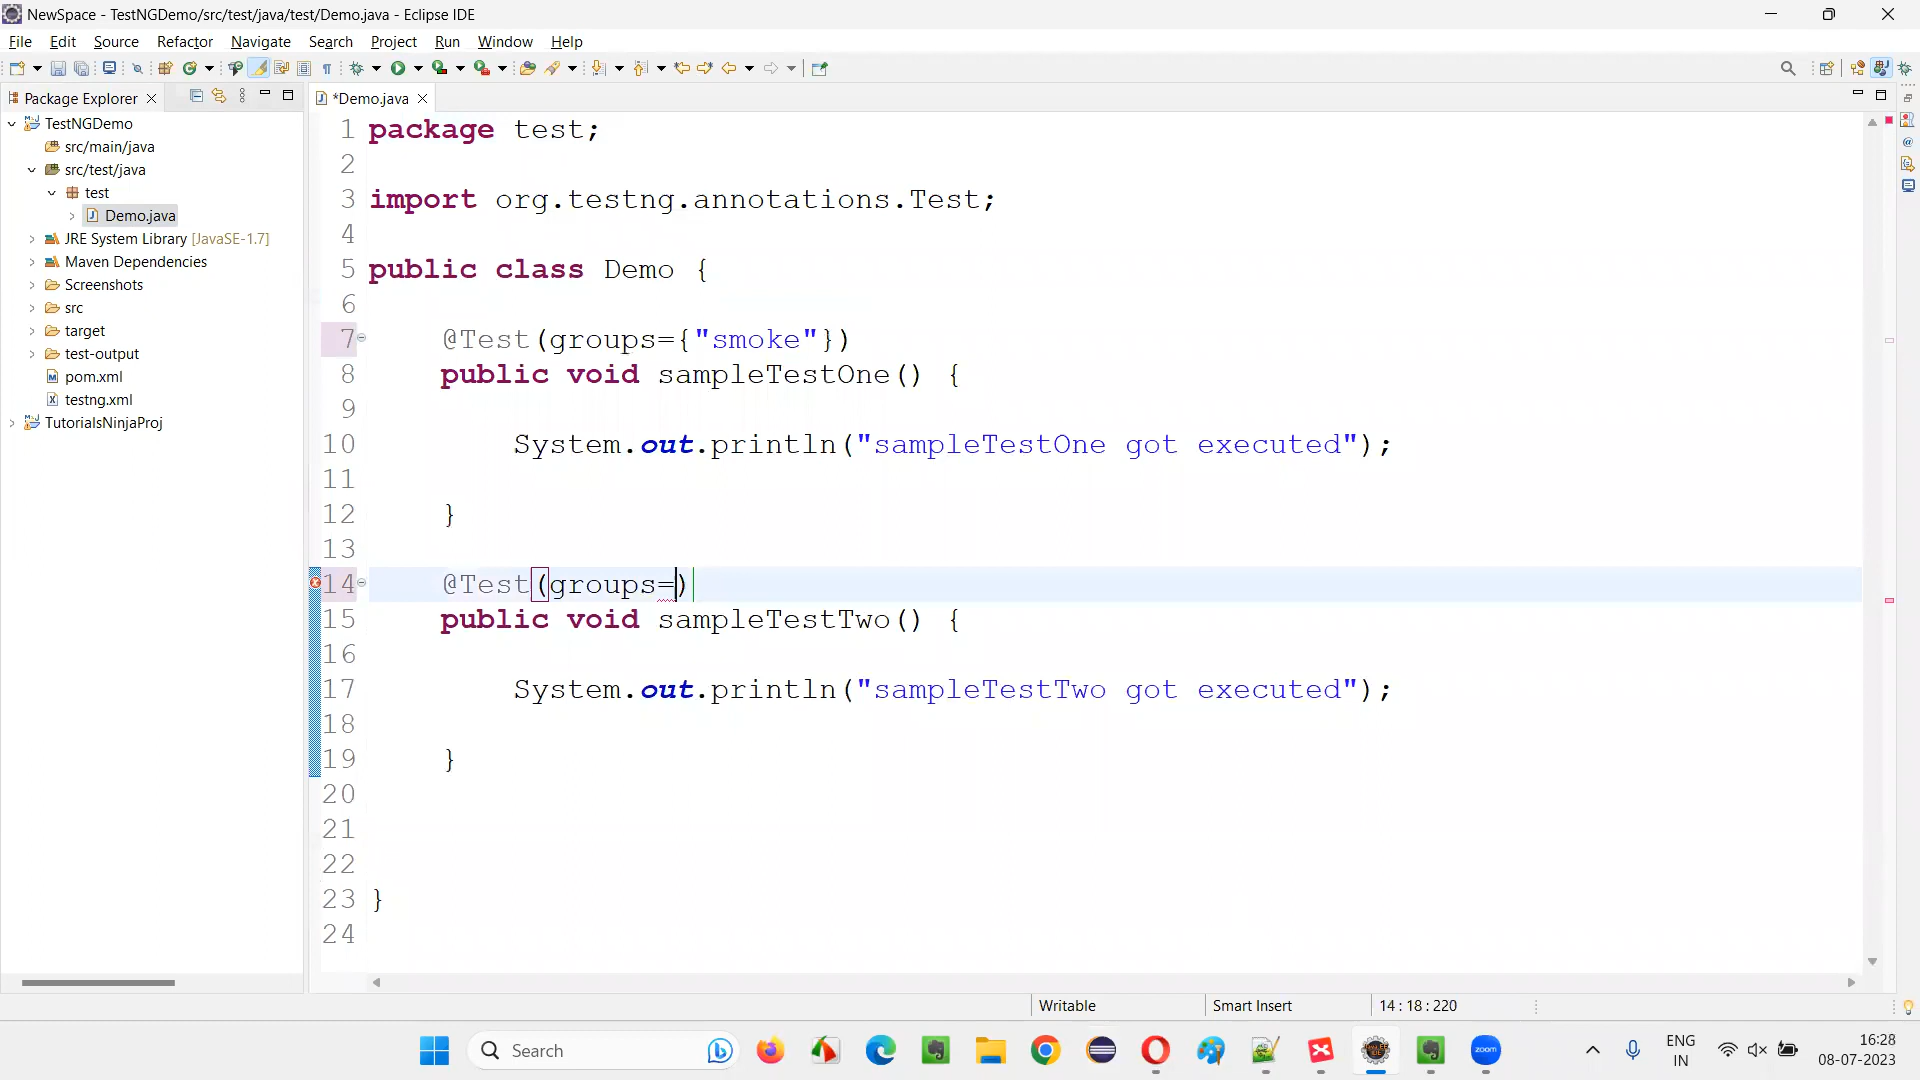 NewSpace - TestNGDemo/src/test/java/test/Demo.java - Eclipse IDE
File Edit Source Refactor Navigate Search Project Run Window Help
Package Explorer
*Demo.java
TestNGDemo
src/main/java
src/test/java
test
Demo.java
JRE System Library [JavaSE-1.7]
Maven Dependencies
Screenshots
src
target
test-output
pom.xml
testng.xml
TutorialsNinjaProj
1 package test;
2
3 import org.testng.annotations.Test;
4
5 public class Demo {
6
7 @Test(groups={"smoke"})
8 public void sampleTestOne() {
9
10 System.out.println("sampleTestOne got executed");
11
12 }
13
14 @Test(groups=)
15 public void sampleTestTwo() {
16
17 System.out.println("sampleTestTwo got executed");
18
19 }
20
21
22
23 }
24
Writable Smart Insert 14 : 18 : 220
Search
zoom
ENG
IN
16:28
08-07-2023